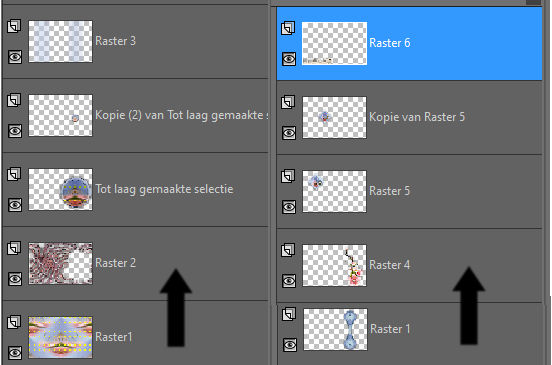 Raster 3
Kopie (2) van Tot laag gemaakte s
Tot laag gemaakte selectie
Raster 2
Raster1
Raster 6
Kopie van Raster 5
Raster 5
Raster 4
Raster 1